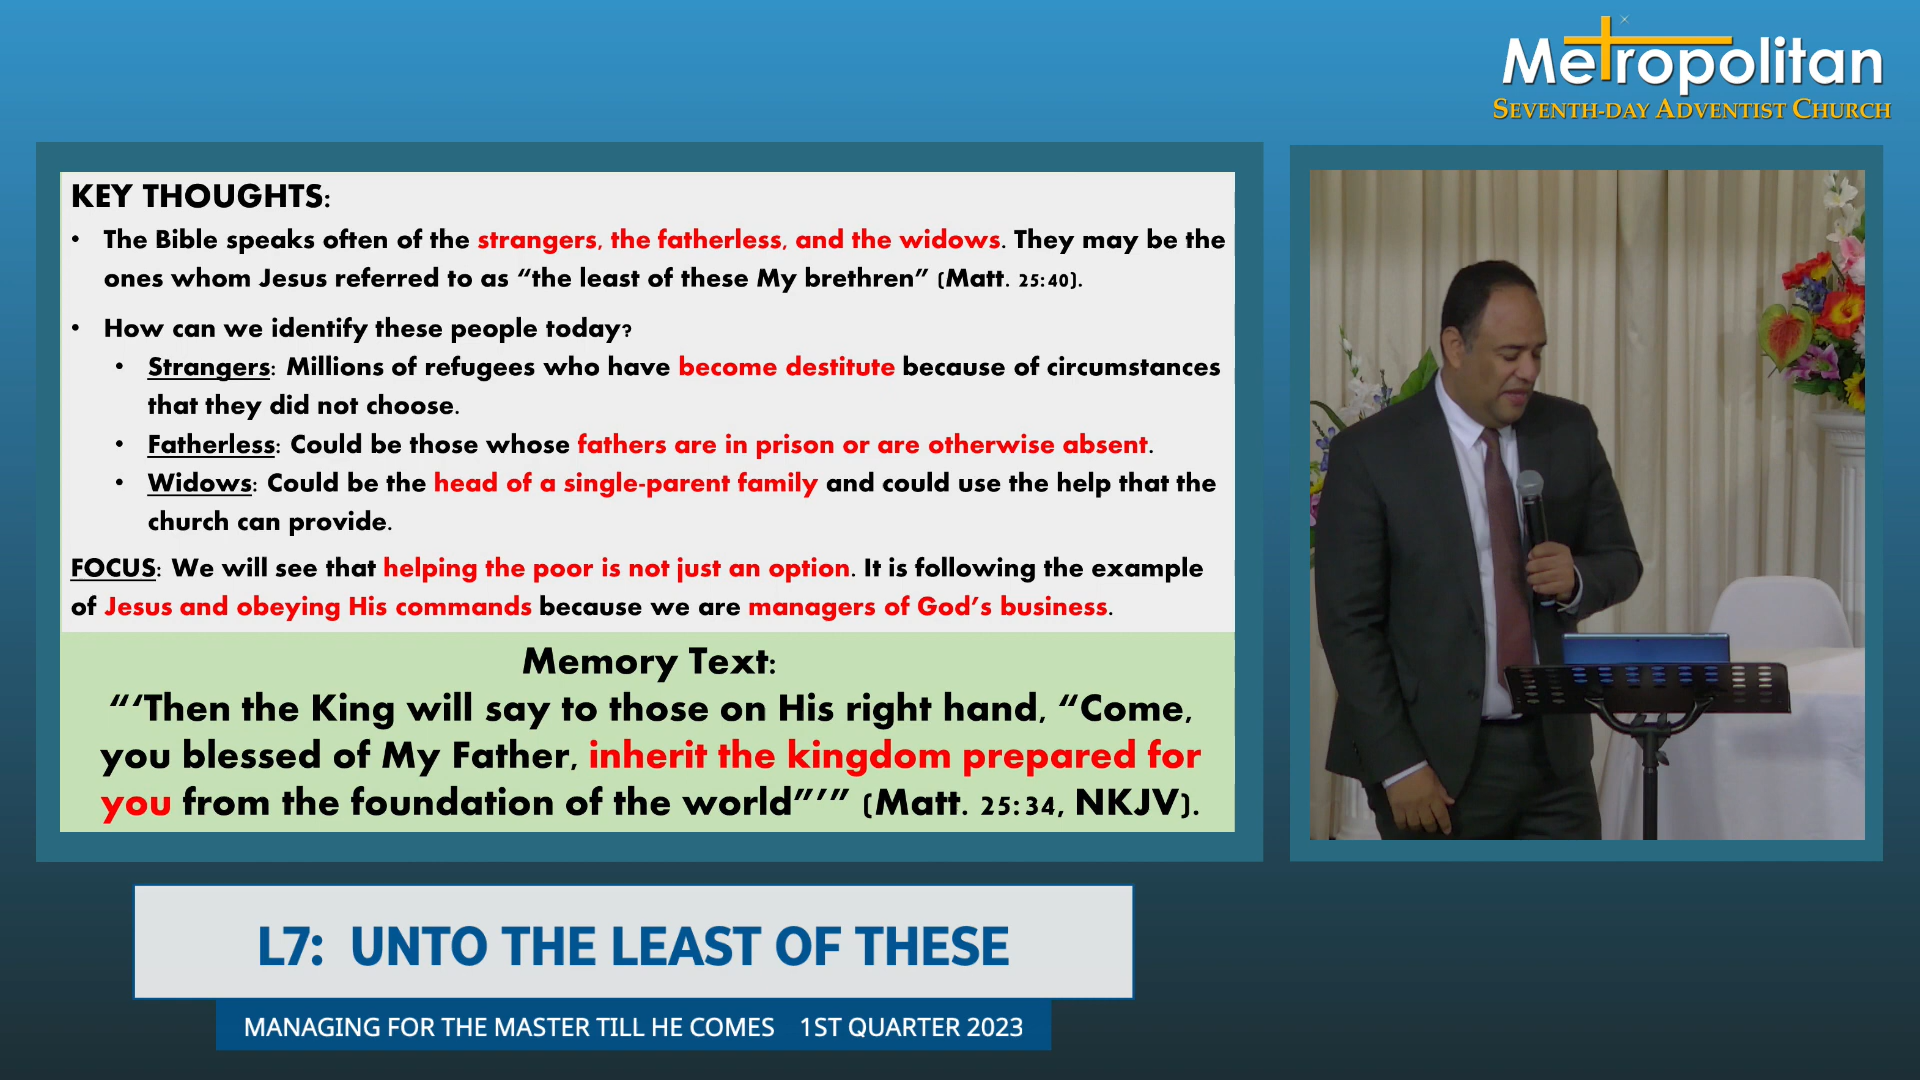 Metropolitan
SEVENTH-DAY ADVENTIST CHURCH
KEY THOUGHTS:
• The Bible speaks often of the strangers, the fatherless, and the widows. They may be the
ones whom Jesus referred to as “the least of these My brethren” (Matt. 25:40).
• How can we identify these people today?
• Strangers: Millions of refugees who have become destitute because of circumstances
that they did not choose.
• Fatherless: Could be those whose fathers are in prison or are otherwise absent.
• Widows: Could be the head of a single-parent family and could use the help that the
church can provide.
FOCUS: We will see that helping the poor is not just an option. It is following the example
of Jesus and obeying His commands because we are managers of God’s business.
Memory Text:
“‘Then the King will say to those on His right hand, “Come,
you blessed of My Father, inherit the kingdom prepared for
you from the foundation of the world”’” (Matt. 25:34, NKJV).
L7: UNTO THE LEAST OF THESE
MANAGING FOR THE MASTER TILL HE COMES 1ST QUARTER 2023